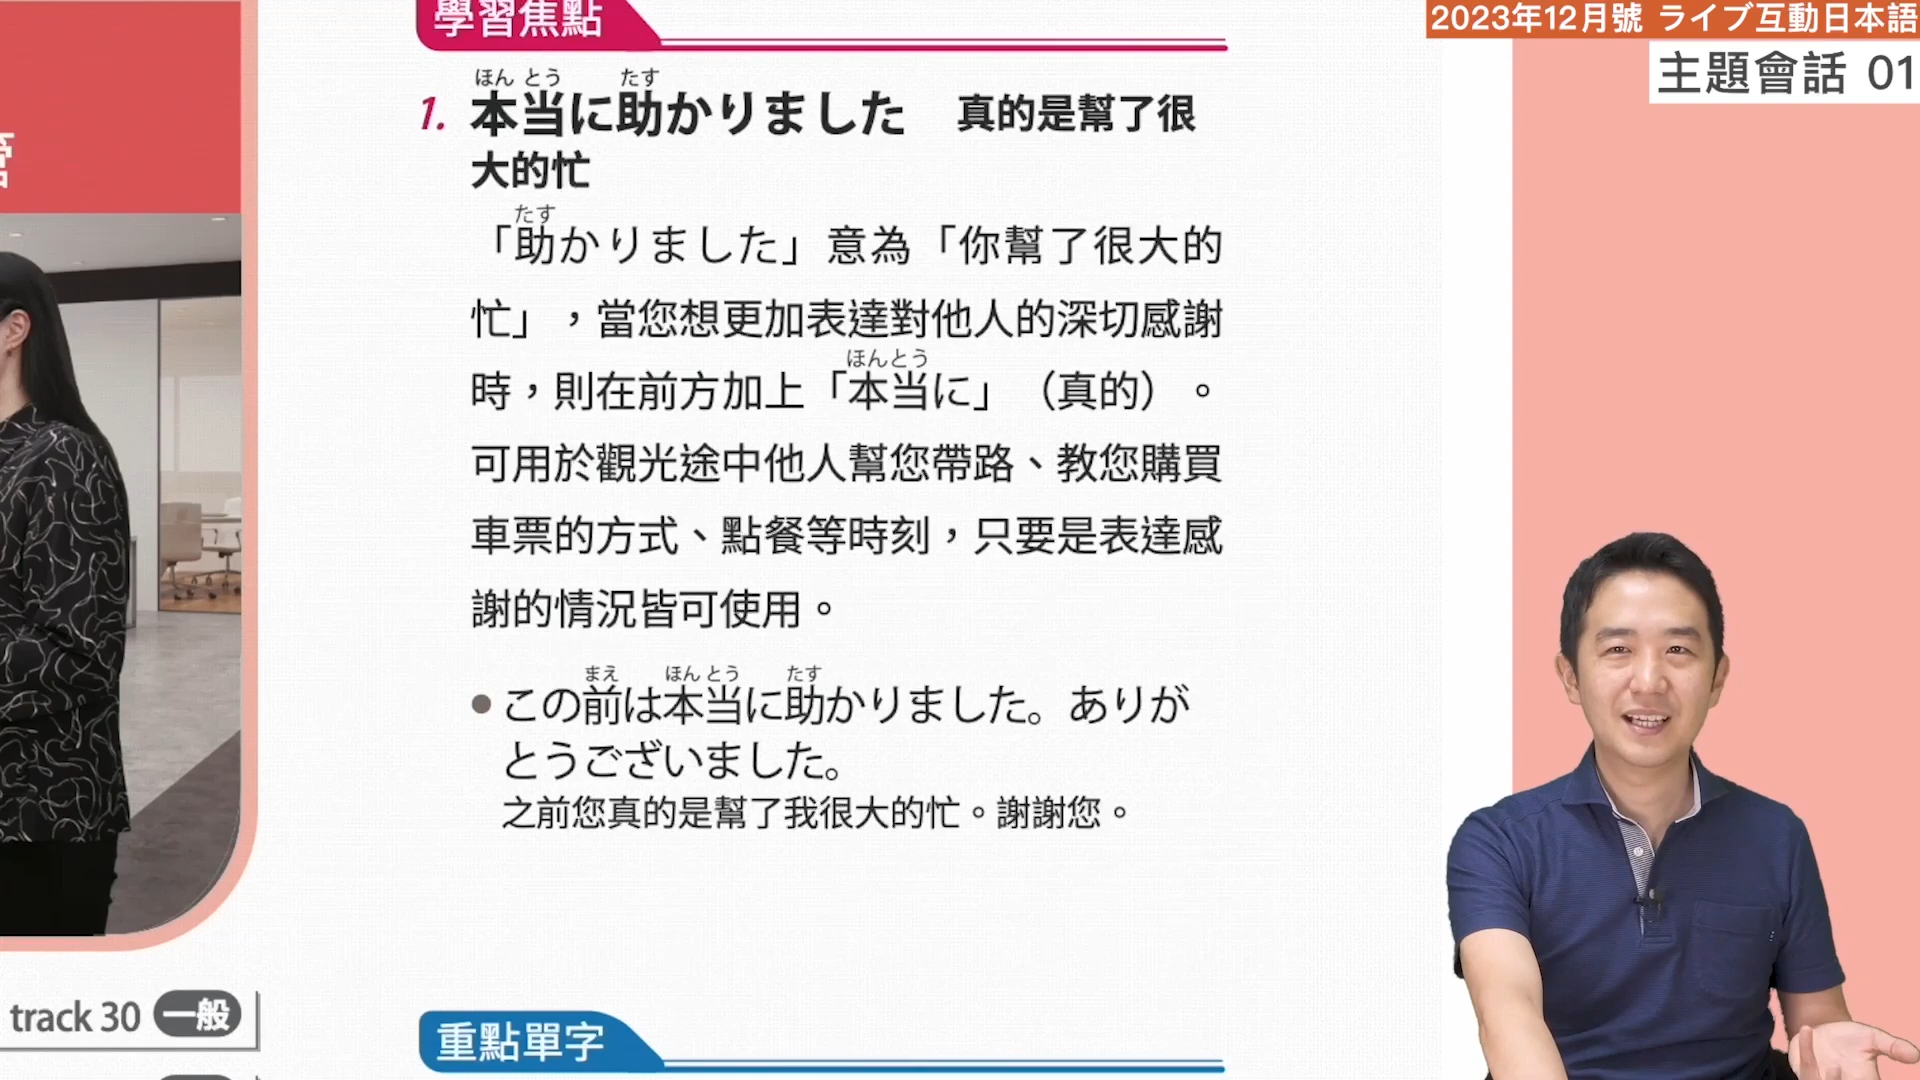 2023年12月號 ライブ互動日本語
主題會話 01
學習焦點
ほん とう たす
1. 本当に助かりました 真的是幫了很
大的忙
たす
「助かりました」意為「你幫了很大的
忙」，當您想更加表達對他人的深切感謝
ほんとう
時，則在前方加上「本当に」（真的）。
可用於觀光途中他人幫您帶路、教您購買
車票的方式、點餐等時刻，只要是表達感
謝的情況皆可使用。
まえ ほん とう たす
●この前は本当に助かりました。ありが
とうございました。
之前您真的是幫了我很大的忙。謝謝您。
track 30 一般
重點單字